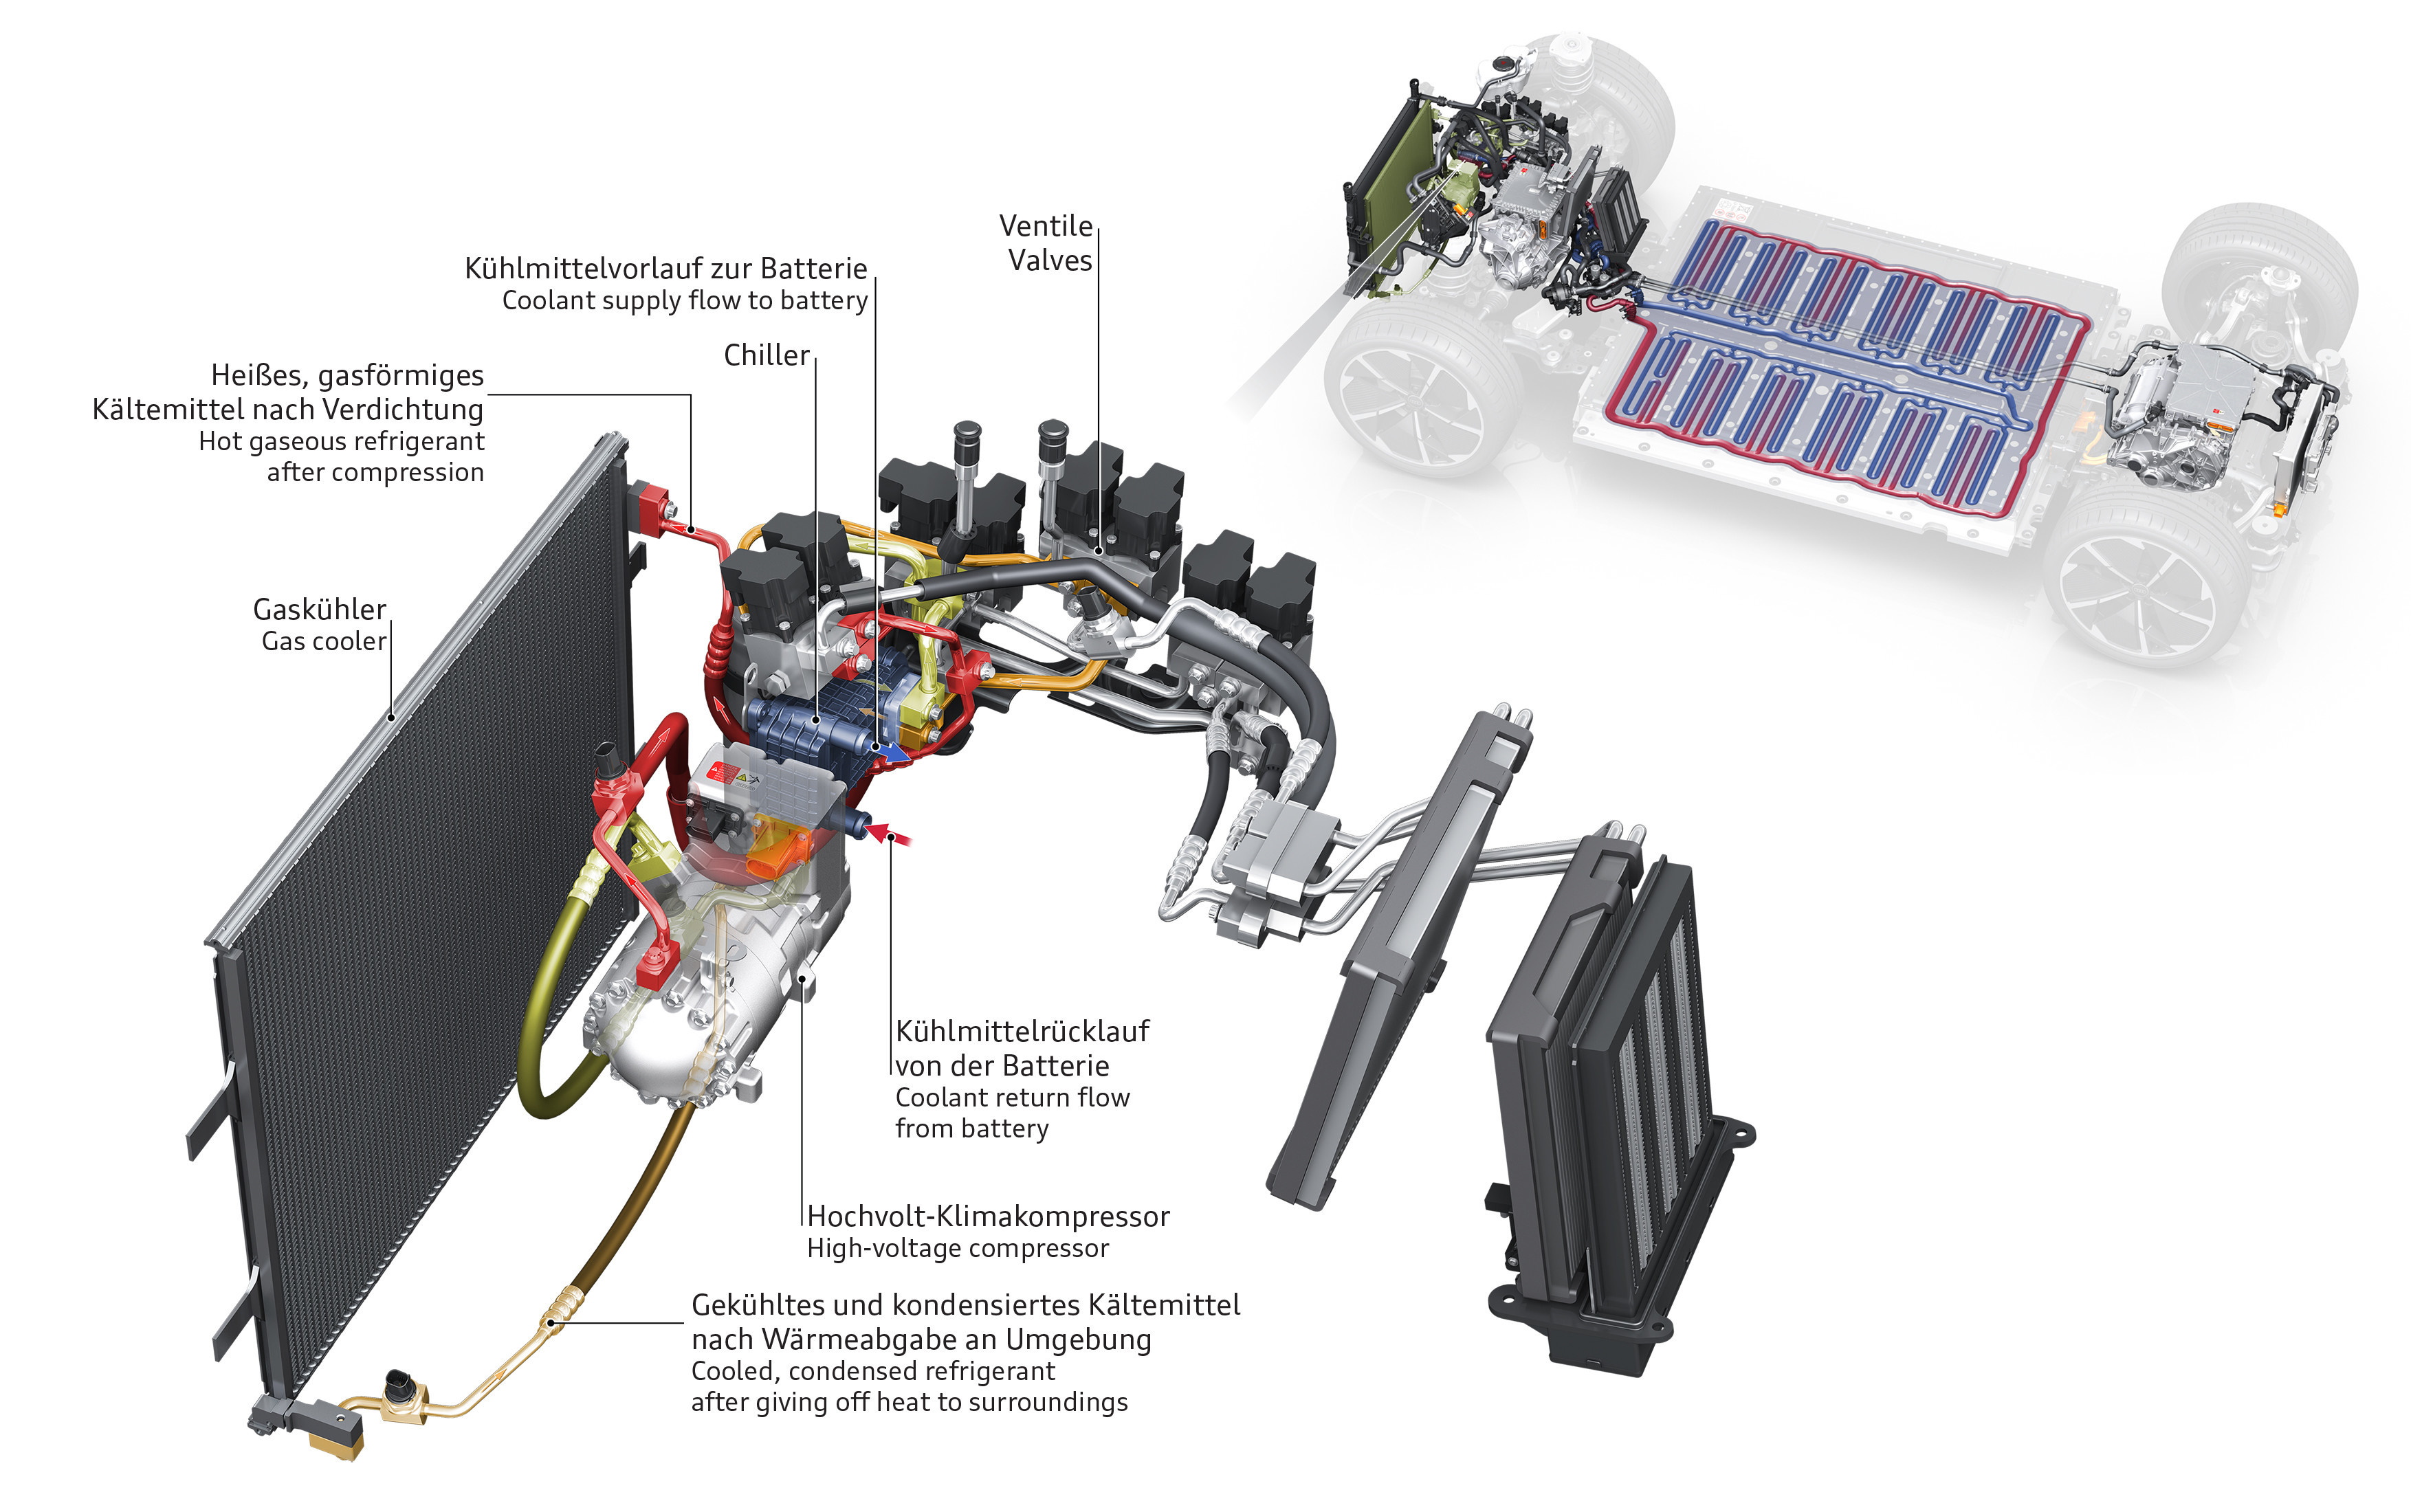 Ventile
Valves
Kühlmittelvorlauf zur Batterie
Coolant supply flow to battery
Chiller
Heißes, gasförmiges
Kältemittel nach Verdichtung
Hot gaseous refrigerant
after compression
Gaskühler
Gas cooler
Kühlmittelrücklauf
von der Batterie
Coolant return flow
from battery
Hochvolt-Klimakompressor
High-voltage compressor
Gekühltes und kondensiertes Kältemittel
nach Wärmeabgabe an Umgebung
Cooled, condensed refrigerant
after giving off heat to surroundings